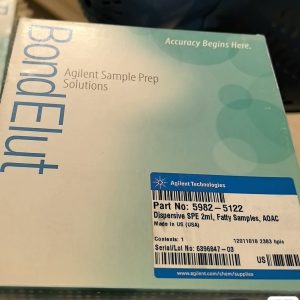 Accuracy Begins Here.
BondElut
Agilent Sample Prep
Solutions
Agilent Technologies
Part No: 5982-5122
Dispersive SPE 2ml, Fatty Samples, AOAC
Made in US (USA)
Contents: 1
Serial/Lot No: 6396847-03
US
www.agilent.com/chem/supplies